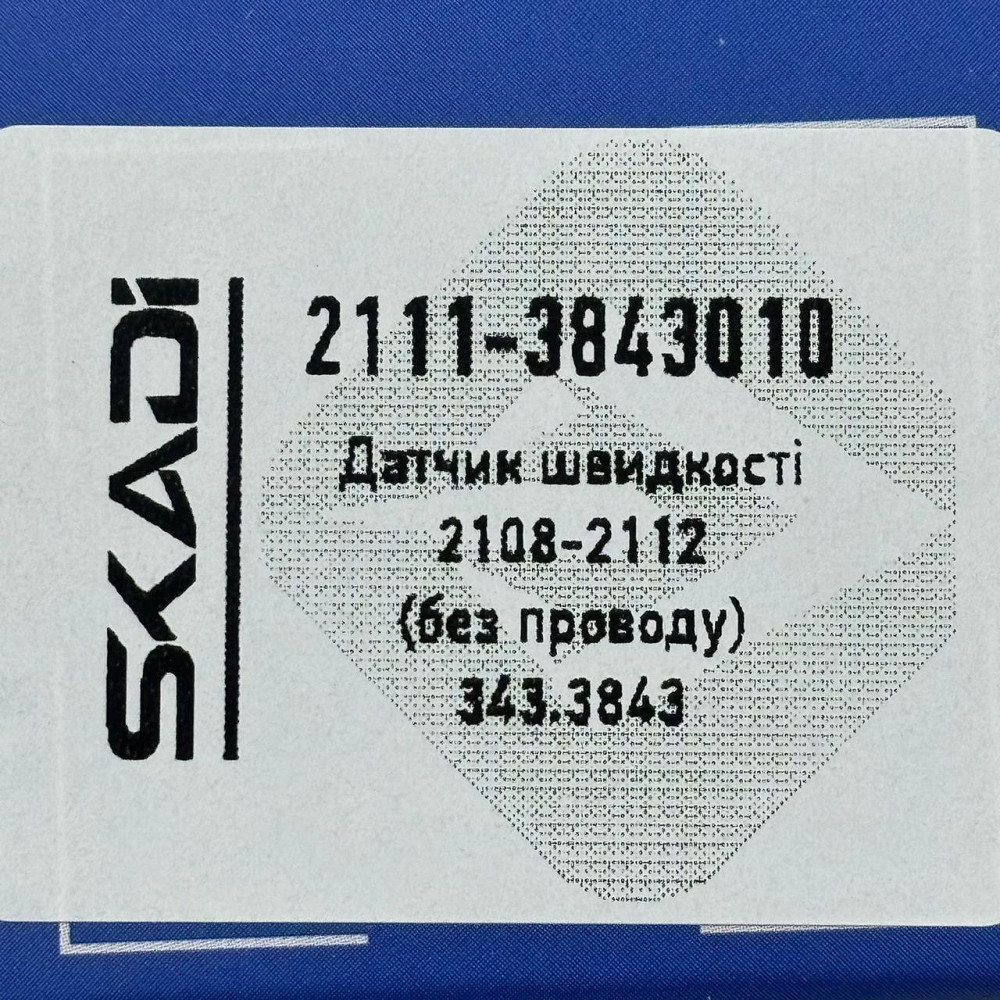 SKADI
2111-3843010
Датчик швидкості
2108-2112
(без проводу)
343.3843